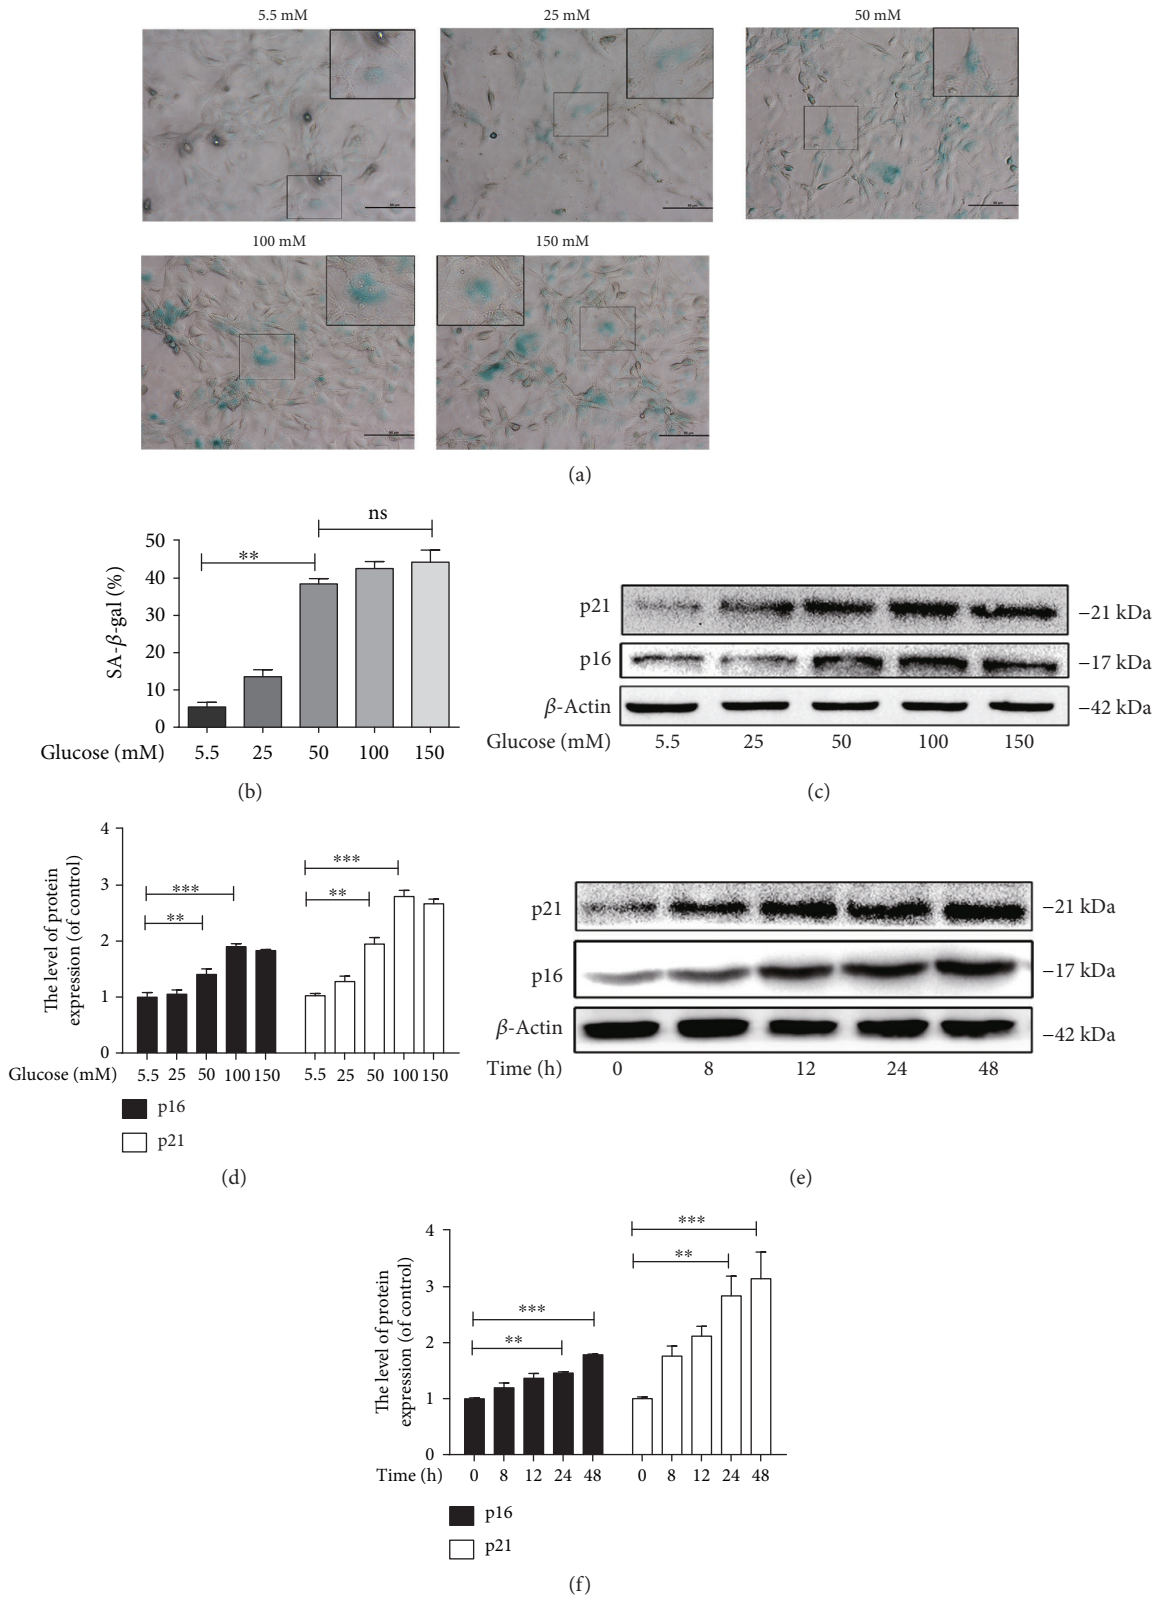 5.5 mM
25 mM
50 mM
100 mM
150 mM
(a)
ns
**
50
40
30
20
10
0
SA-β-gal (%)
Glucose (mM) 5.5 25 50 100 150
(b)
p21 −21 kDa
p16 −17 kDa
β-Actin −42 kDa
Glucose (mM) 5.5 25 50 100 150
(c)
4
3
2
1
0
The level of protein
expression (of control)
*** ***
** **
Glucose (mM) 5.5 25 50 100 150 5.5 25 50 100 150
p16
p21
(d)
p21 −21 kDa
p16 −17 kDa
β-Actin −42 kDa
Time (h) 0 8 12 24 48
(e)
4
3
2
1
0
The level of protein
expression (of control)
*** ***
** **
Time (h) 0 8 12 24 48 0 8 12 24 48
p16
p21
(f)